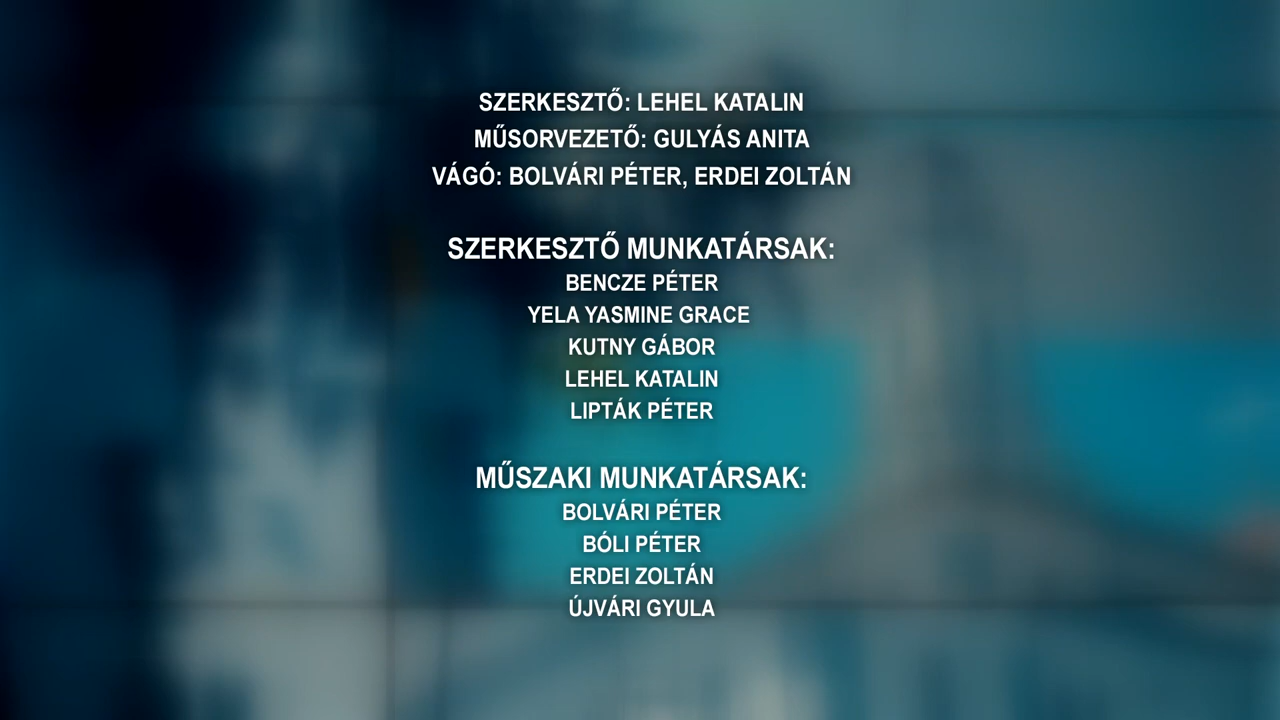 SZERKESZTŐ: LEHEL KATALIN
MŰSORVEZETŐ: GULYÁS ANITA
VÁGÓ: BOLVÁRI PÉTER, ERDEI ZOLTÁN
SZERKESZTŐ MUNKATÁRSAK:
BENCZE PÉTER
YELA YASMINE GRACE
KUTNY GÁBOR
LEHEL KATALIN
LIPTÁK PÉTER
MŰSZAKI MUNKATÁRSAK:
BOLVÁRI PÉTER
BÓLI PÉTER
ERDEI ZOLTÁN
ÚJVÁRI GYULA